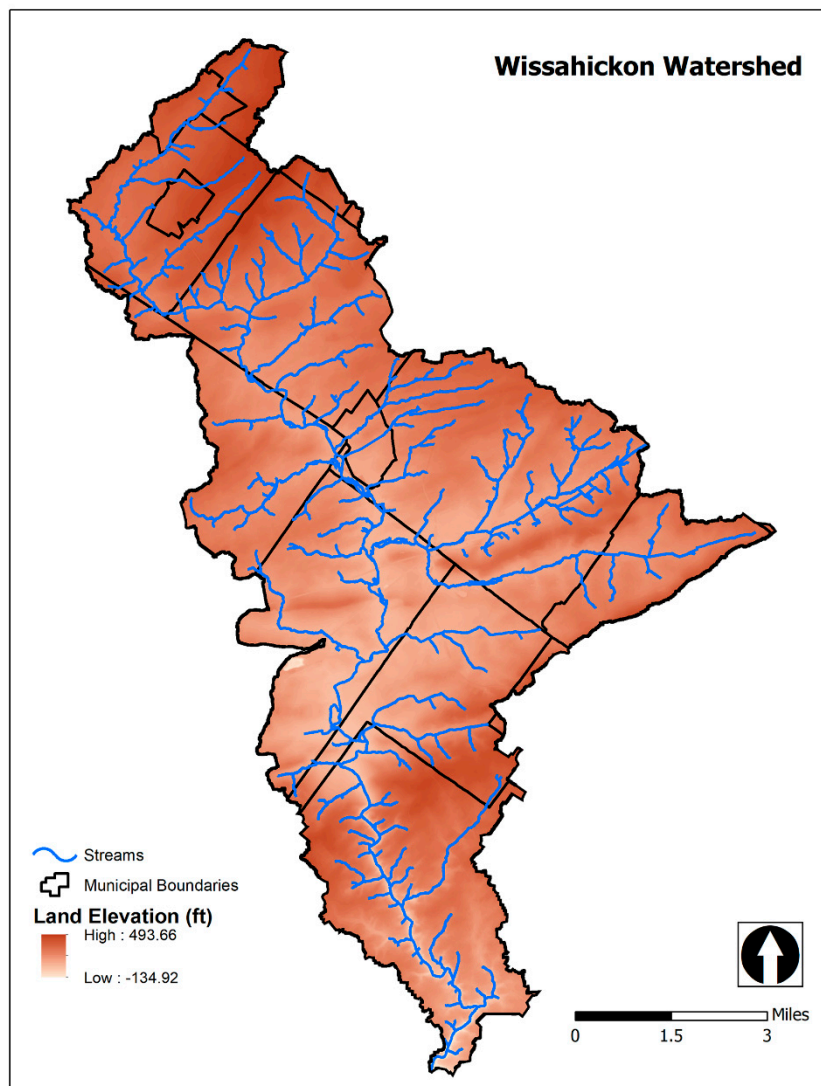 Wissahickon Watershed
Streams
Municipal Boundaries
Land Elevation (ft)
High : 493.66
Low : -134.92
Miles
0 1.5 3